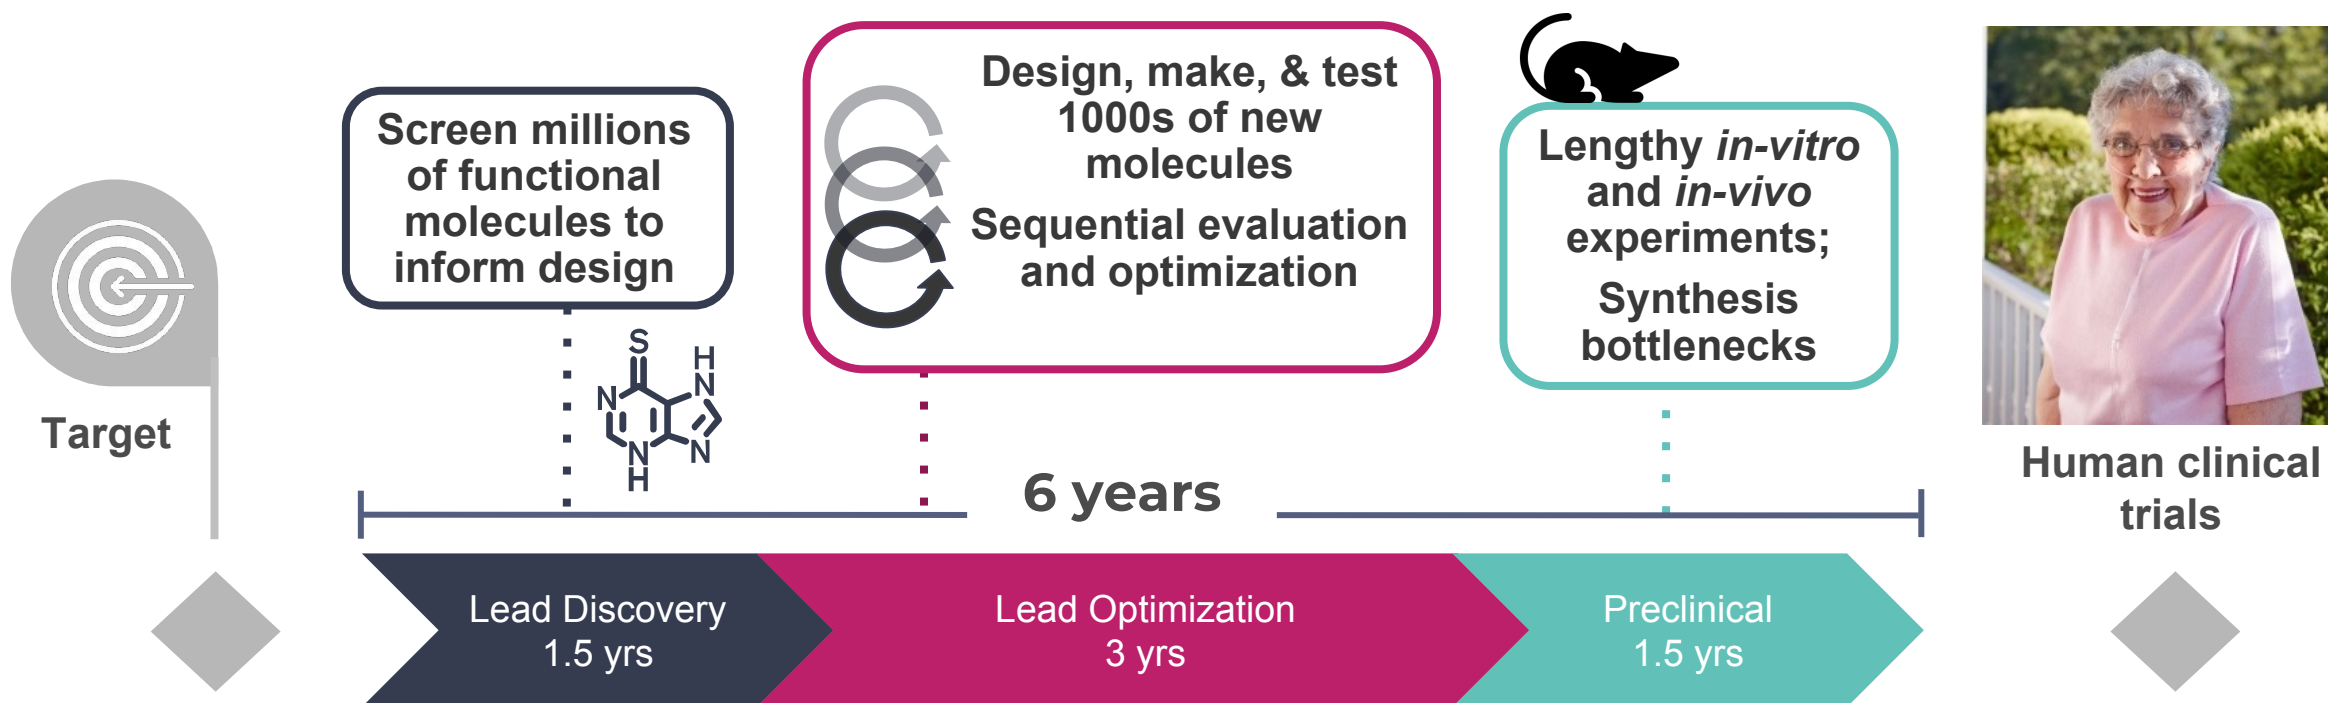 Target
Screen millions
of functional
molecules to
inform design
S
H
N
N
N
N
H
Design, make, & test
1000s of new
molecules
Sequential evaluation
and optimization
Lengthy in-vitro
and in-vivo
experiments;
Synthesis
bottlenecks
Human clinical
trials
6 years
Lead Discovery
1.5 yrs
Lead Optimization
3 yrs
Preclinical
1.5 yrs